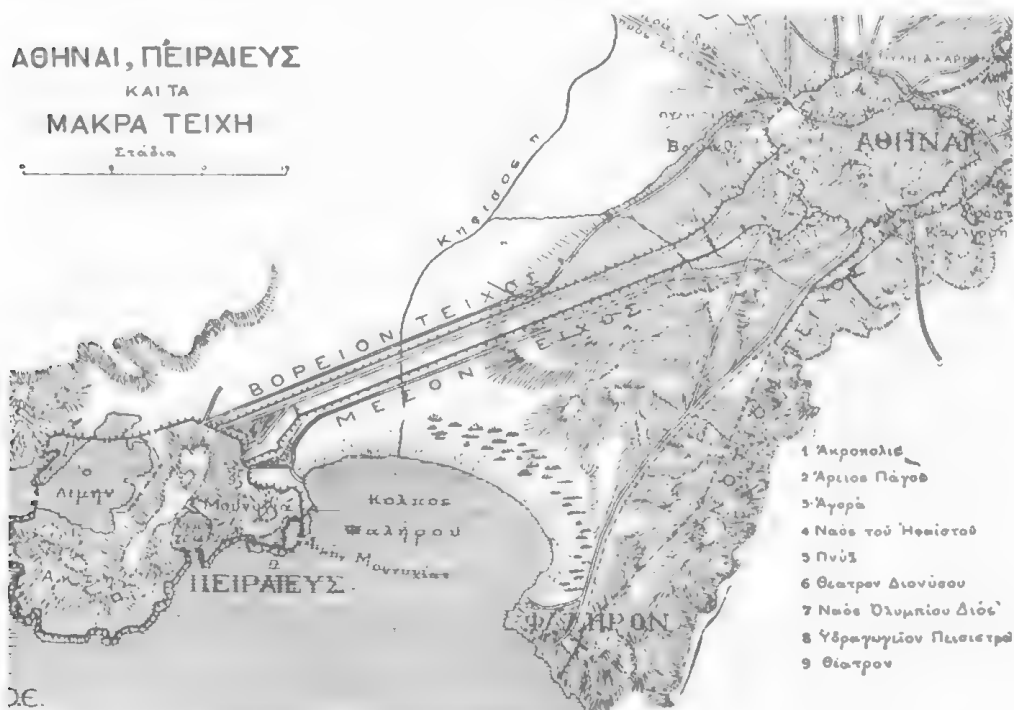 ΑΘΗΝΑΙ, ΠΕΙΡΑΙΕΥΣ
ΚΑΙ ΤΑ
ΜΑΚΡΑ ΤΕΙΧΗ
Στάδια
ΑΘΗΝΑΙ
Κηφισός π
ΒΟΡΕΙΟΝ ΤΕΙΧΟΣ
ΜΕΣΟΝ ΤΕΙΧΟΣ
ΤΕΙΧΟΣ
Λιμήν
Μουνυχία
Κόλπος
Φαλήρου
Μουνυχίας
ΠΕΙΡΑΙΕΥΣ
ΦΑΛΗΡΟΝ
1 Ἀκρόπολις
2 Ἄρειος Πάγος
3 Ἀγορά
4 Ναός τοῦ Ἡφαίστου
5 Πνύξ
6 Θέατρον Διονύσου
7 Ναός Ὀλυμπίου Διός
8 Ὑδραγωγεῖον
9 Θέατρον